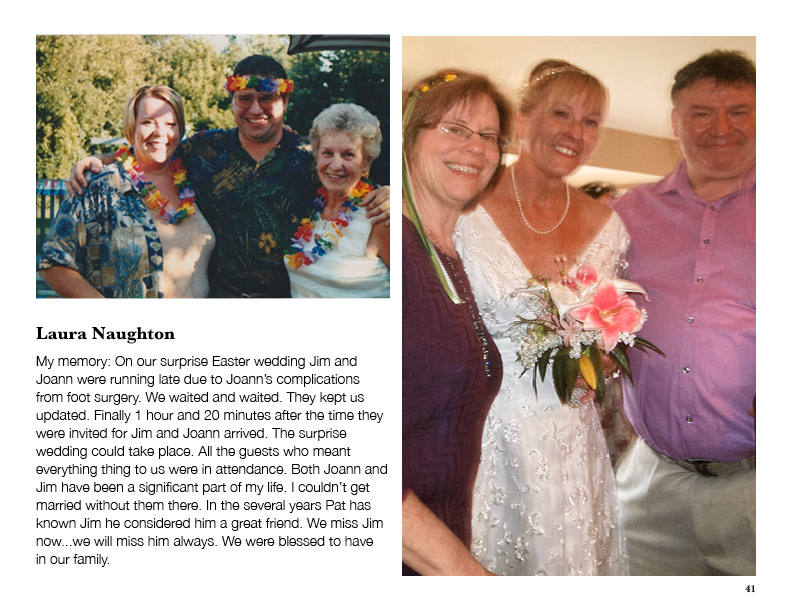 Laura Naughton
My memory: On our surprise Easter wedding Jim and
Joann were running late due to Joann's complications
from foot surgery. We waited and waited. They kept us
updated. Finally 1 hour and 20 minutes after the time they
were invited for Jim and Joann arrived. The surprise
wedding could take place. All the guests who meant
everything thing to us were in attendance. Both Joann and
Jim have been a significant part of my life. I couldn't get
married without them there. In the several years Pat has
known Jim he considered him a great friend. We miss Jim
now...we will miss him always. We were blessed to have
in our family.
41